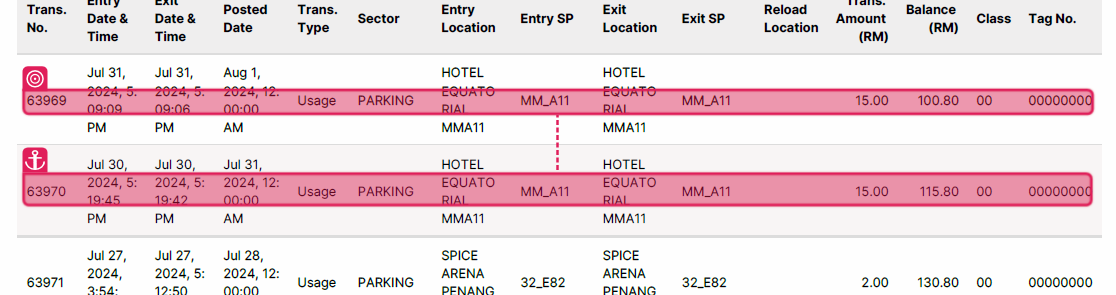 Trans. No. Entry Date & Time Exit Date & Time Posted Date Trans. Type Sector Entry Location Entry SP Exit Location Exit SP Reload Location Trans. Amount (RM) Balance (RM) Class Tag No.
63969 Jul 31, 2024, 5:09:09 PM Jul 31, 2024, 5:09:06 PM Aug 1, 2024, 12:00:00 AM Usage PARKING HOTEL EQUATORIAL MMA11 MM_A11 HOTEL EQUATORIAL MMA11 MM_A11 15.00 100.80 00 00000000
63970 Jul 30, 2024, 5:19:45 PM Jul 30, 2024, 5:19:42 PM Jul 31, 2024, 12:00:00 AM Usage PARKING HOTEL EQUATORIAL MMA11 MM_A11 HOTEL EQUATORIAL MMA11 MM_A11 15.00 115.80 00 00000000
63971 Jul 27, 2024, 3:54: Jul 27, 2024, 5:12:50 Jul 28, 2024, 12:00:00 Usage PARKING SPICE ARENA PENANG 32_E82 SPICE ARENA PENANG 32_E82 2.00 130.80 00 00000000